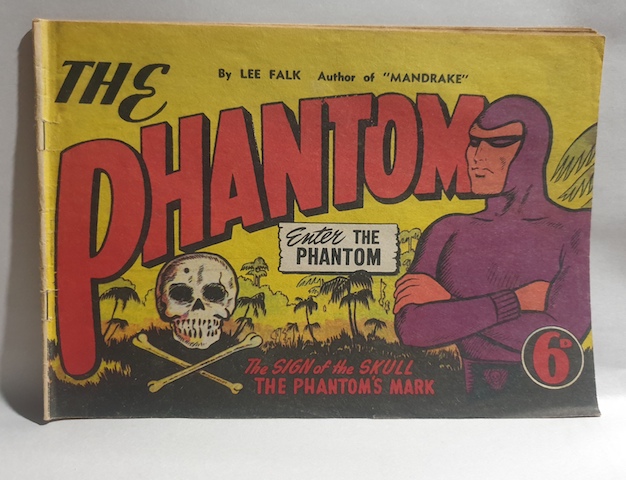 THE
By LEE FALK Author of "MANDRAKE"
PHANTOM
Enter THE
PHANTOM
The SIGN of the SKULL
THE PHANTOM'S MARK
6D